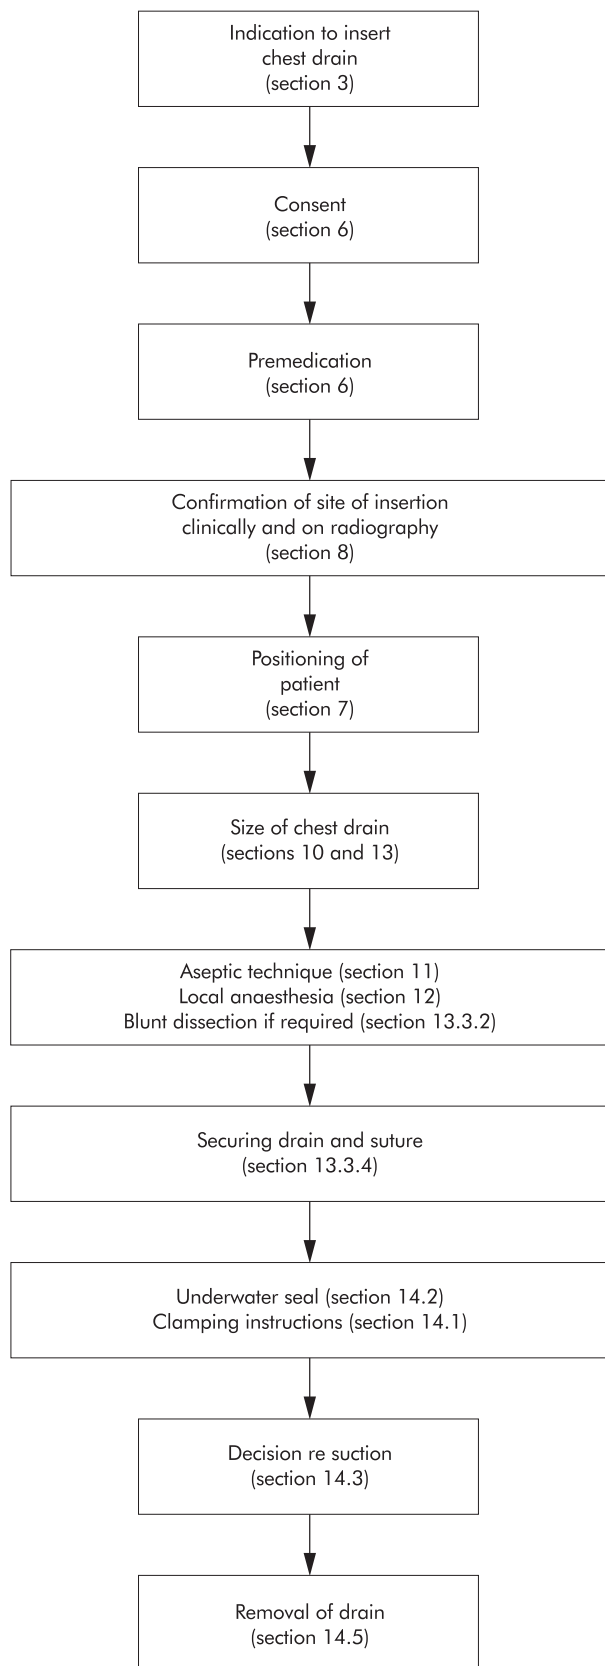 Indication to insert
chest drain
(section 3)
Consent
(section 6)
Premedication
(section 6)
Confirmation of site of insertion
clinically and on radiography
(section 8)
Positioning of
patient
(section 7)
Size of chest drain
(sections 10 and 13)
Aseptic technique (section 11)
Local anaesthesia (section 12)
Blunt dissection if required (section 13.3.2)
Securing drain and suture
(section 13.3.4)
Underwater seal (section 14.2)
Clamping instructions (section 14.1)
Decision re suction
(section 14.3)
Removal of drain
(section 14.5)